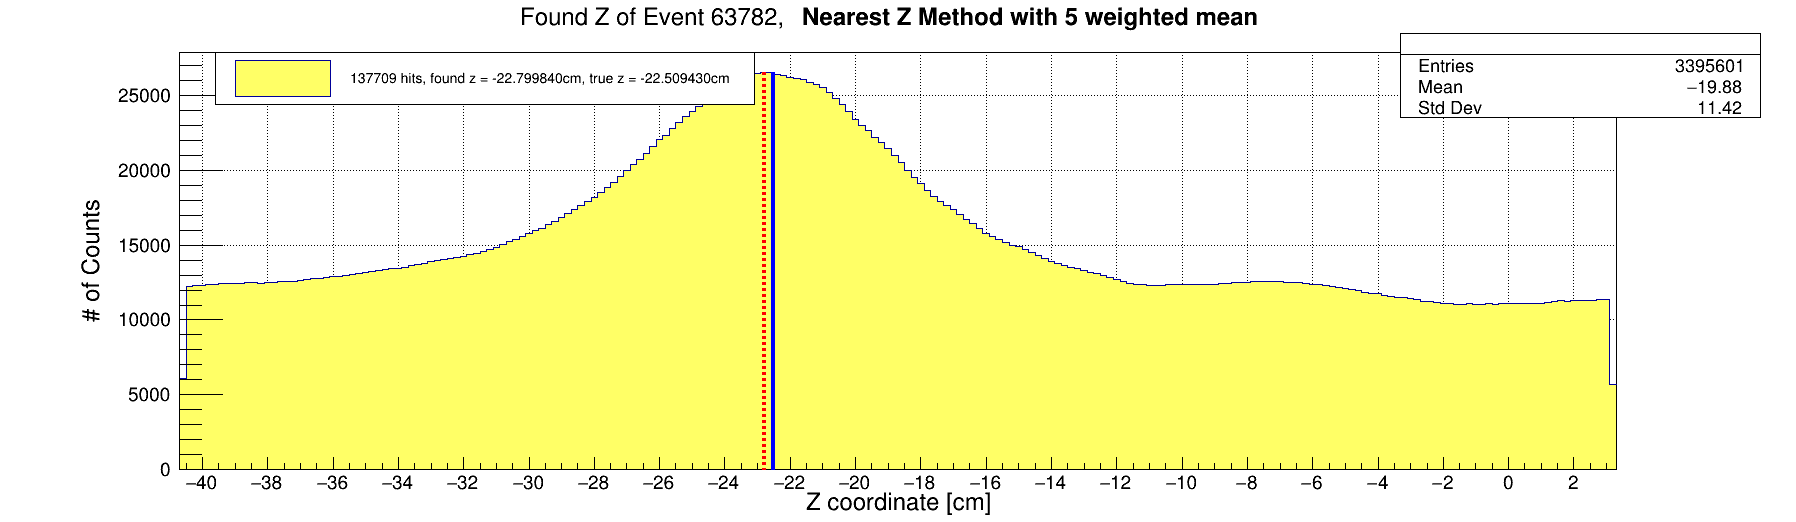 Found Z of Event 63782, Nearest Z Method with 5 weighted mean
137709 hits, found z = -22.799840cm, true z = -22.509430cm
Entries 3395601
Mean −19.88
Std Dev 11.42
# of Counts
25000
20000
15000
10000
5000
0
−40 −38 −36 −34 −32 −30 −28 −26 −24 −22 −20 −18 −16 −14 −12 −10 −8 −6 −4 −2 0 2
Z coordinate [cm]